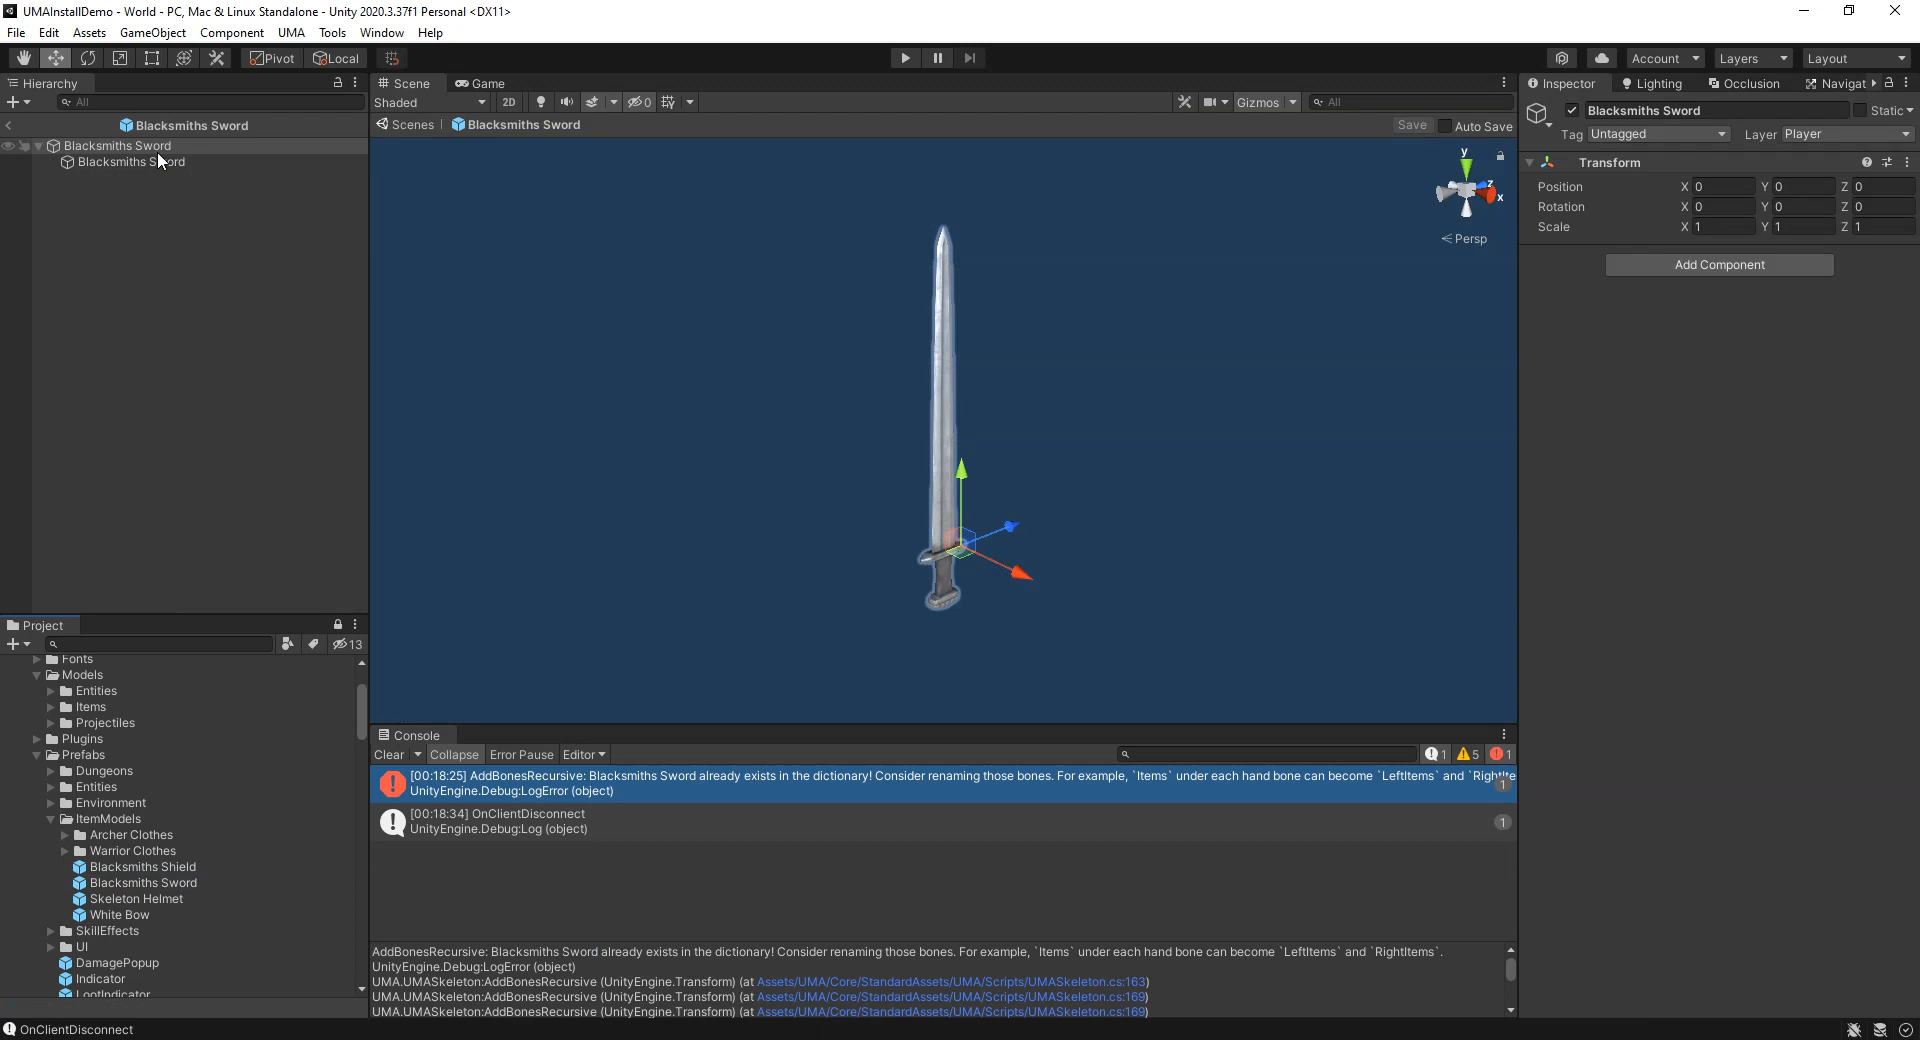 UMAInstallDemo - World - PC, Mac & Linux Standalone - Unity 2020.3.37f1 Personal <DX11>
File Edit Assets GameObject Component UMA Tools Window Help
Pivot Local Account Layers Layout
Hierarchy
All
Blacksmiths Sword
Blacksmiths Sword
Blacksmiths Sword
Scene Game
Shaded 2D 0 Gizmos All
Scenes Blacksmiths Sword Save Auto Save
y
z
x
Persp
Inspector Lighting Occlusion Navigat
Blacksmiths Sword Static
Tag Untagged Layer Player
Transform
Position X 0 Y 0 Z 0
Rotation X 0 Y 0 Z 0
Scale X 1 Y 1 Z 1
Add Component
Project
13
Fonts
Models
Entities
Items
Projectiles
Plugins
Prefabs
Dungeons
Entities
Environment
ItemModels
Archer Clothes
Warrior Clothes
Blacksmiths Shield
Blacksmiths Sword
Skeleton Helmet
White Bow
SkillEffects
UI
DamagePopup
Indicator
LootIndicator
Console
Clear Collapse Error Pause Editor 1 5 1
[00:18:25] AddBonesRecursive: Blacksmiths Sword already exists in the dictionary! Consider renaming those bones. For example, `Items` under each hand bone can become `LeftItems` and `RightIte
UnityEngine.Debug:LogError (object)
1
[00:18:34] OnClientDisconnect
UnityEngine.Debug:Log (object)
1
AddBonesRecursive: Blacksmiths Sword already exists in the dictionary! Consider renaming those bones. For example, `Items` under each hand bone can become `LeftItems` and `RightItems`.
UnityEngine.Debug:LogError (object)
UMA.UMASkeleton:AddBonesRecursive (UnityEngine.Transform) (at Assets/UMA/Core/StandardAssets/UMA/Scripts/UMASkeleton.cs:163)
UMA.UMASkeleton:AddBonesRecursive (UnityEngine.Transform) (at Assets/UMA/Core/StandardAssets/UMA/Scripts/UMASkeleton.cs:169)
UMA.UMASkeleton:AddBonesRecursive (UnityEngine.Transform) (at Assets/UMA/Core/StandardAssets/UMA/Scripts/UMASkeleton.cs:169)
OnClientDisconnect